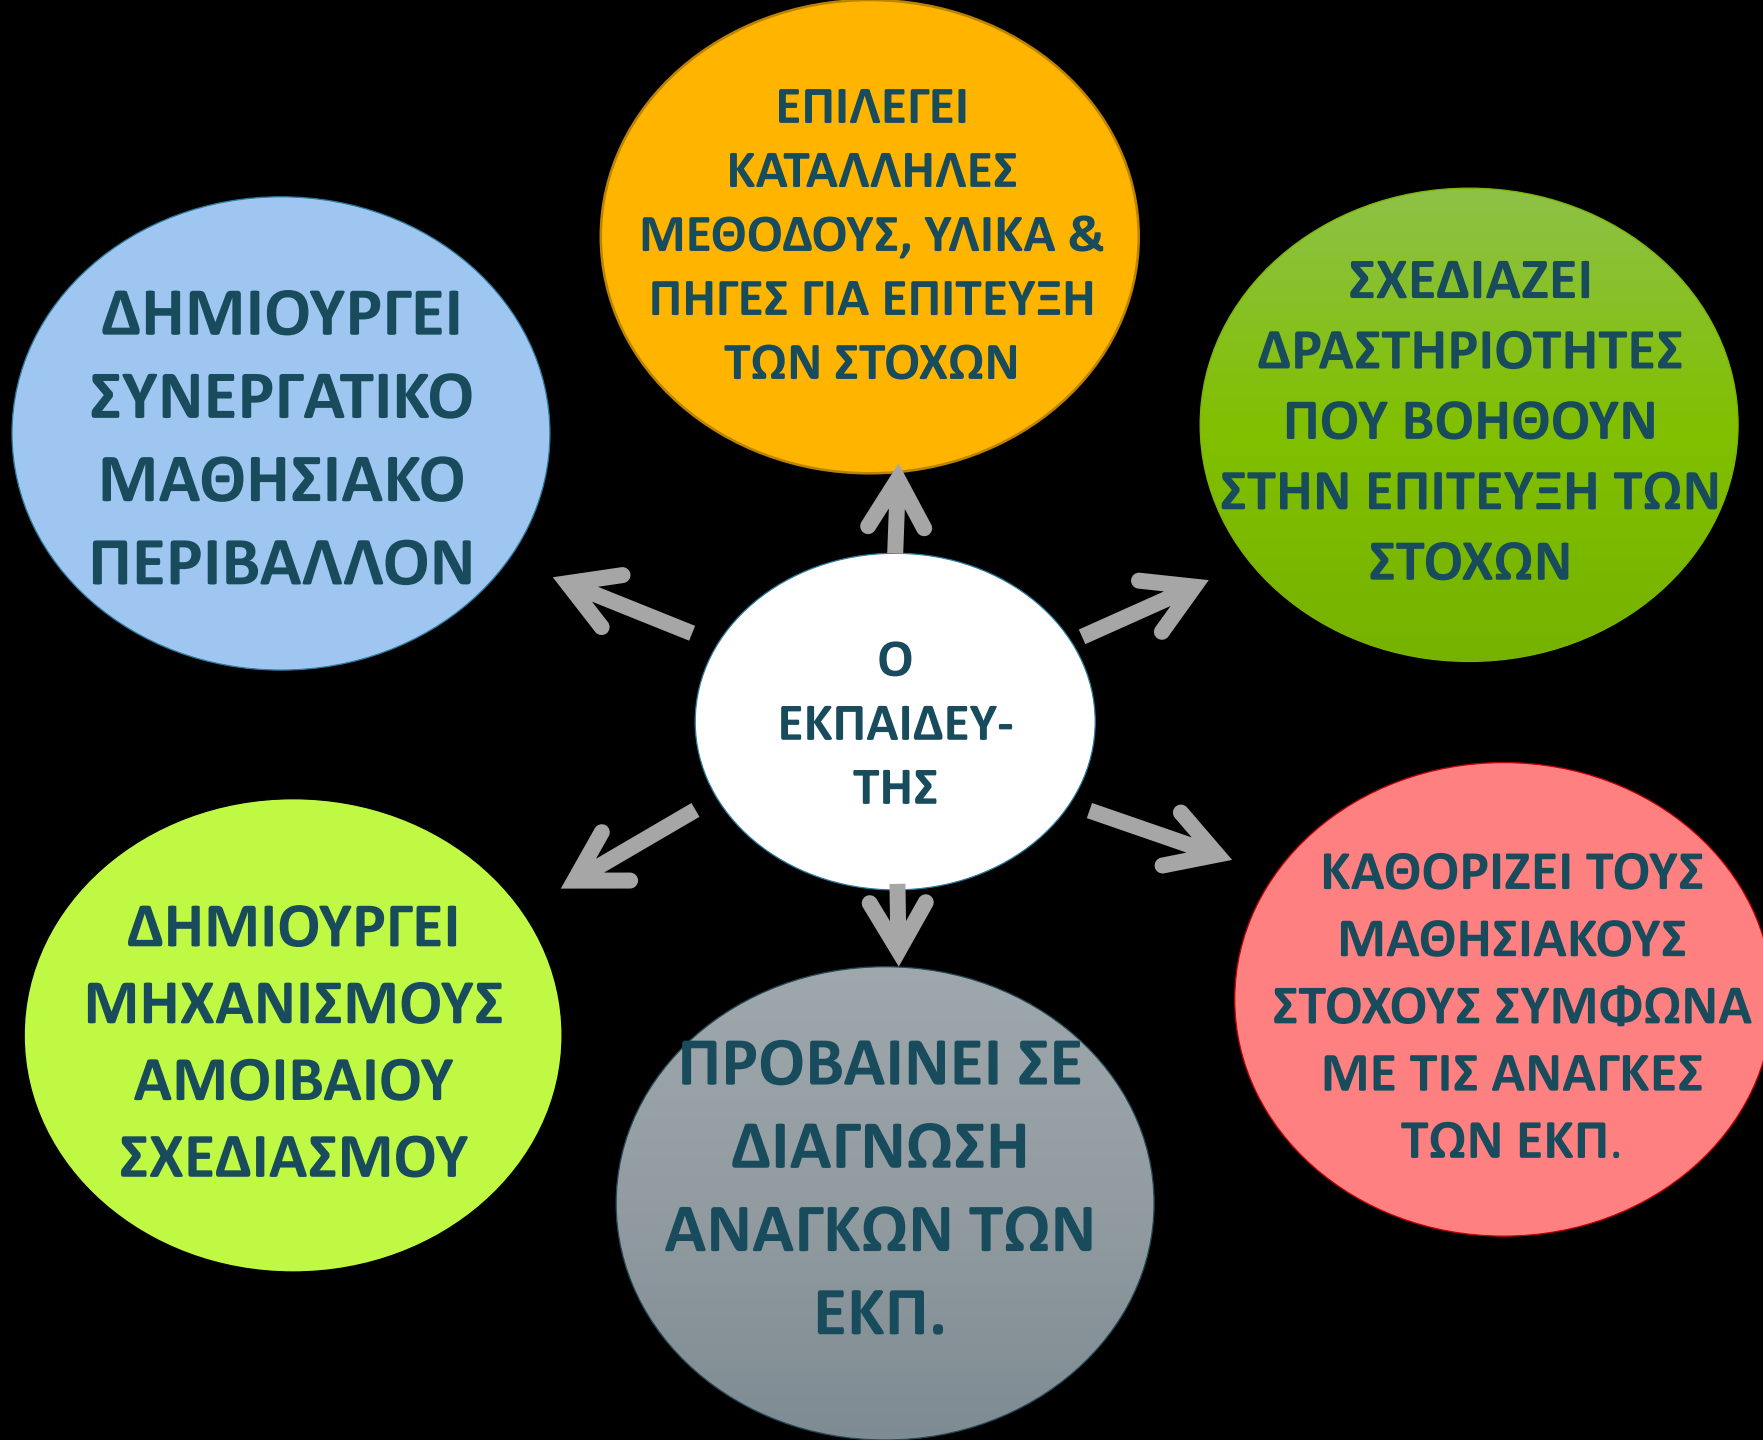 ΕΠΙΛΕΓΕΙ
ΚΑΤΑΛΛΗΛΕΣ
ΜΕΘΟΔΟΥΣ, ΥΛΙΚΑ &
ΠΗΓΕΣ ΓΙΑ ΕΠΙΤΕΥΞΗ
ΤΩΝ ΣΤΟΧΩΝ
ΔΗΜΙΟΥΡΓΕΙ
ΣΥΝΕΡΓΑΤΙΚΟ
ΜΑΘΗΣΙΑΚΟ
ΠΕΡΙΒΑΛΛΟΝ
ΣΧΕΔΙΑΖΕΙ
ΔΡΑΣΤΗΡΙΟΤΗΤΕΣ
ΠΟΥ ΒΟΗΘΟΥΝ
ΣΤΗΝ ΕΠΙΤΕΥΞΗ ΤΩΝ
ΣΤΟΧΩΝ
Ο
ΕΚΠΑΙΔΕΥ-
ΤΗΣ
ΔΗΜΙΟΥΡΓΕΙ
ΜΗΧΑΝΙΣΜΟΥΣ
ΑΜΟΙΒΑΙΟΥ
ΣΧΕΔΙΑΣΜΟΥ
ΠΡΟΒΑΙΝΕΙ ΣΕ
ΔΙΑΓΝΩΣΗ
ΑΝΑΓΚΩΝ ΤΩΝ
ΕΚΠ.
ΚΑΘΟΡΙΖΕΙ ΤΟΥΣ
ΜΑΘΗΣΙΑΚΟΥΣ
ΣΤΟΧΟΥΣ ΣΥΜΦΩΝΑ
ΜΕ ΤΙΣ ΑΝΑΓΚΕΣ
ΤΩΝ ΕΚΠ.